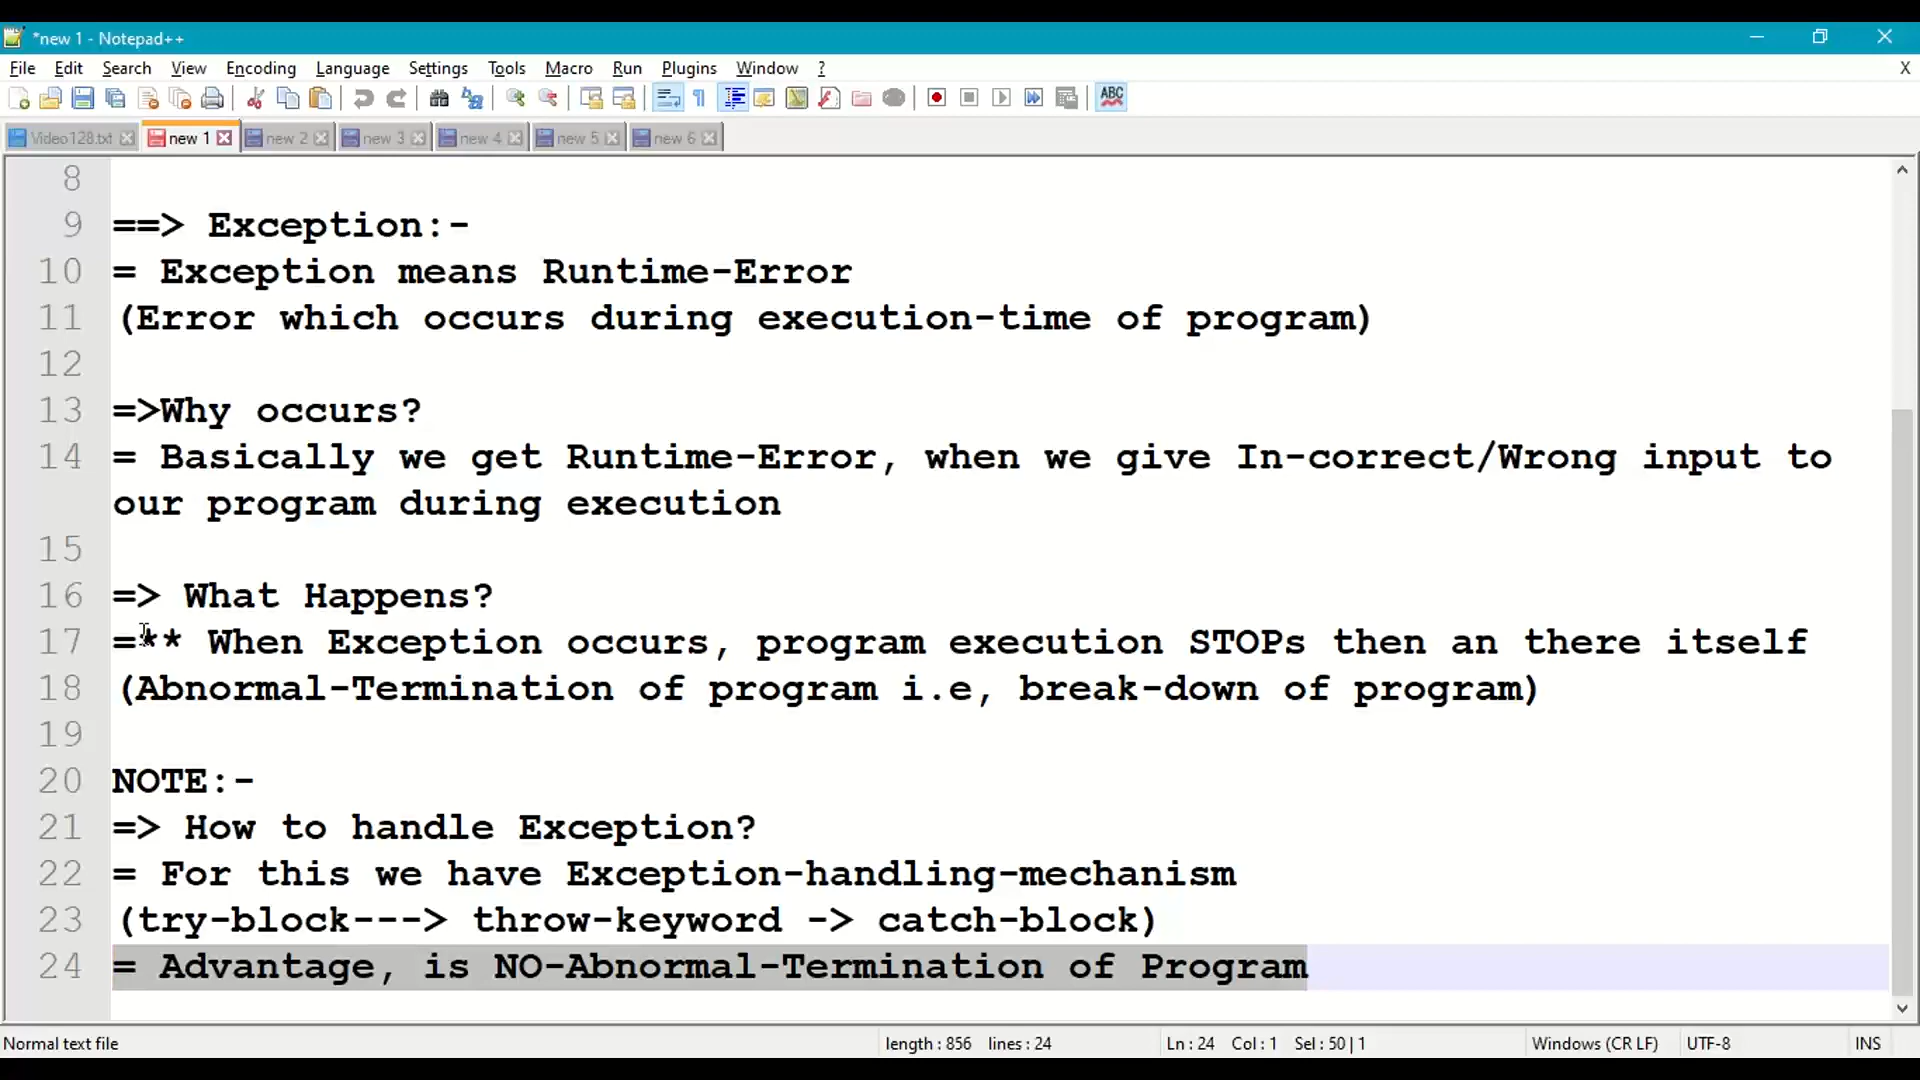 *new 1 - Notepad++
File Edit Search View Encoding Language Settings Tools Macro Run Plugins Window ? X
ABC
Video128.txt new 1 new 2 new 3 new 4 new 5 new 6
8
9 ==> Exception:-
10 = Exception means Runtime-Error
11 (Error which occurs during execution-time of program)
12
13 =>Why occurs?
14 = Basically we get Runtime-Error, when we give In-correct/Wrong input to
our program during execution
15
16 => What Happens?
17 =** When Exception occurs, program execution STOPs then an there itself
18 (Abnormal-Termination of program i.e, break-down of program)
19
20 NOTE:-
21 => How to handle Exception?
22 = For this we have Exception-handling-mechanism
23 (try-block---> throw-keyword -> catch-block)
24 = Advantage, is NO-Abnormal-Termination of Program
Normal text file length : 856 lines : 24 Ln : 24 Col : 1 Sel : 50 | 1 Windows (CR LF) UTF-8 INS